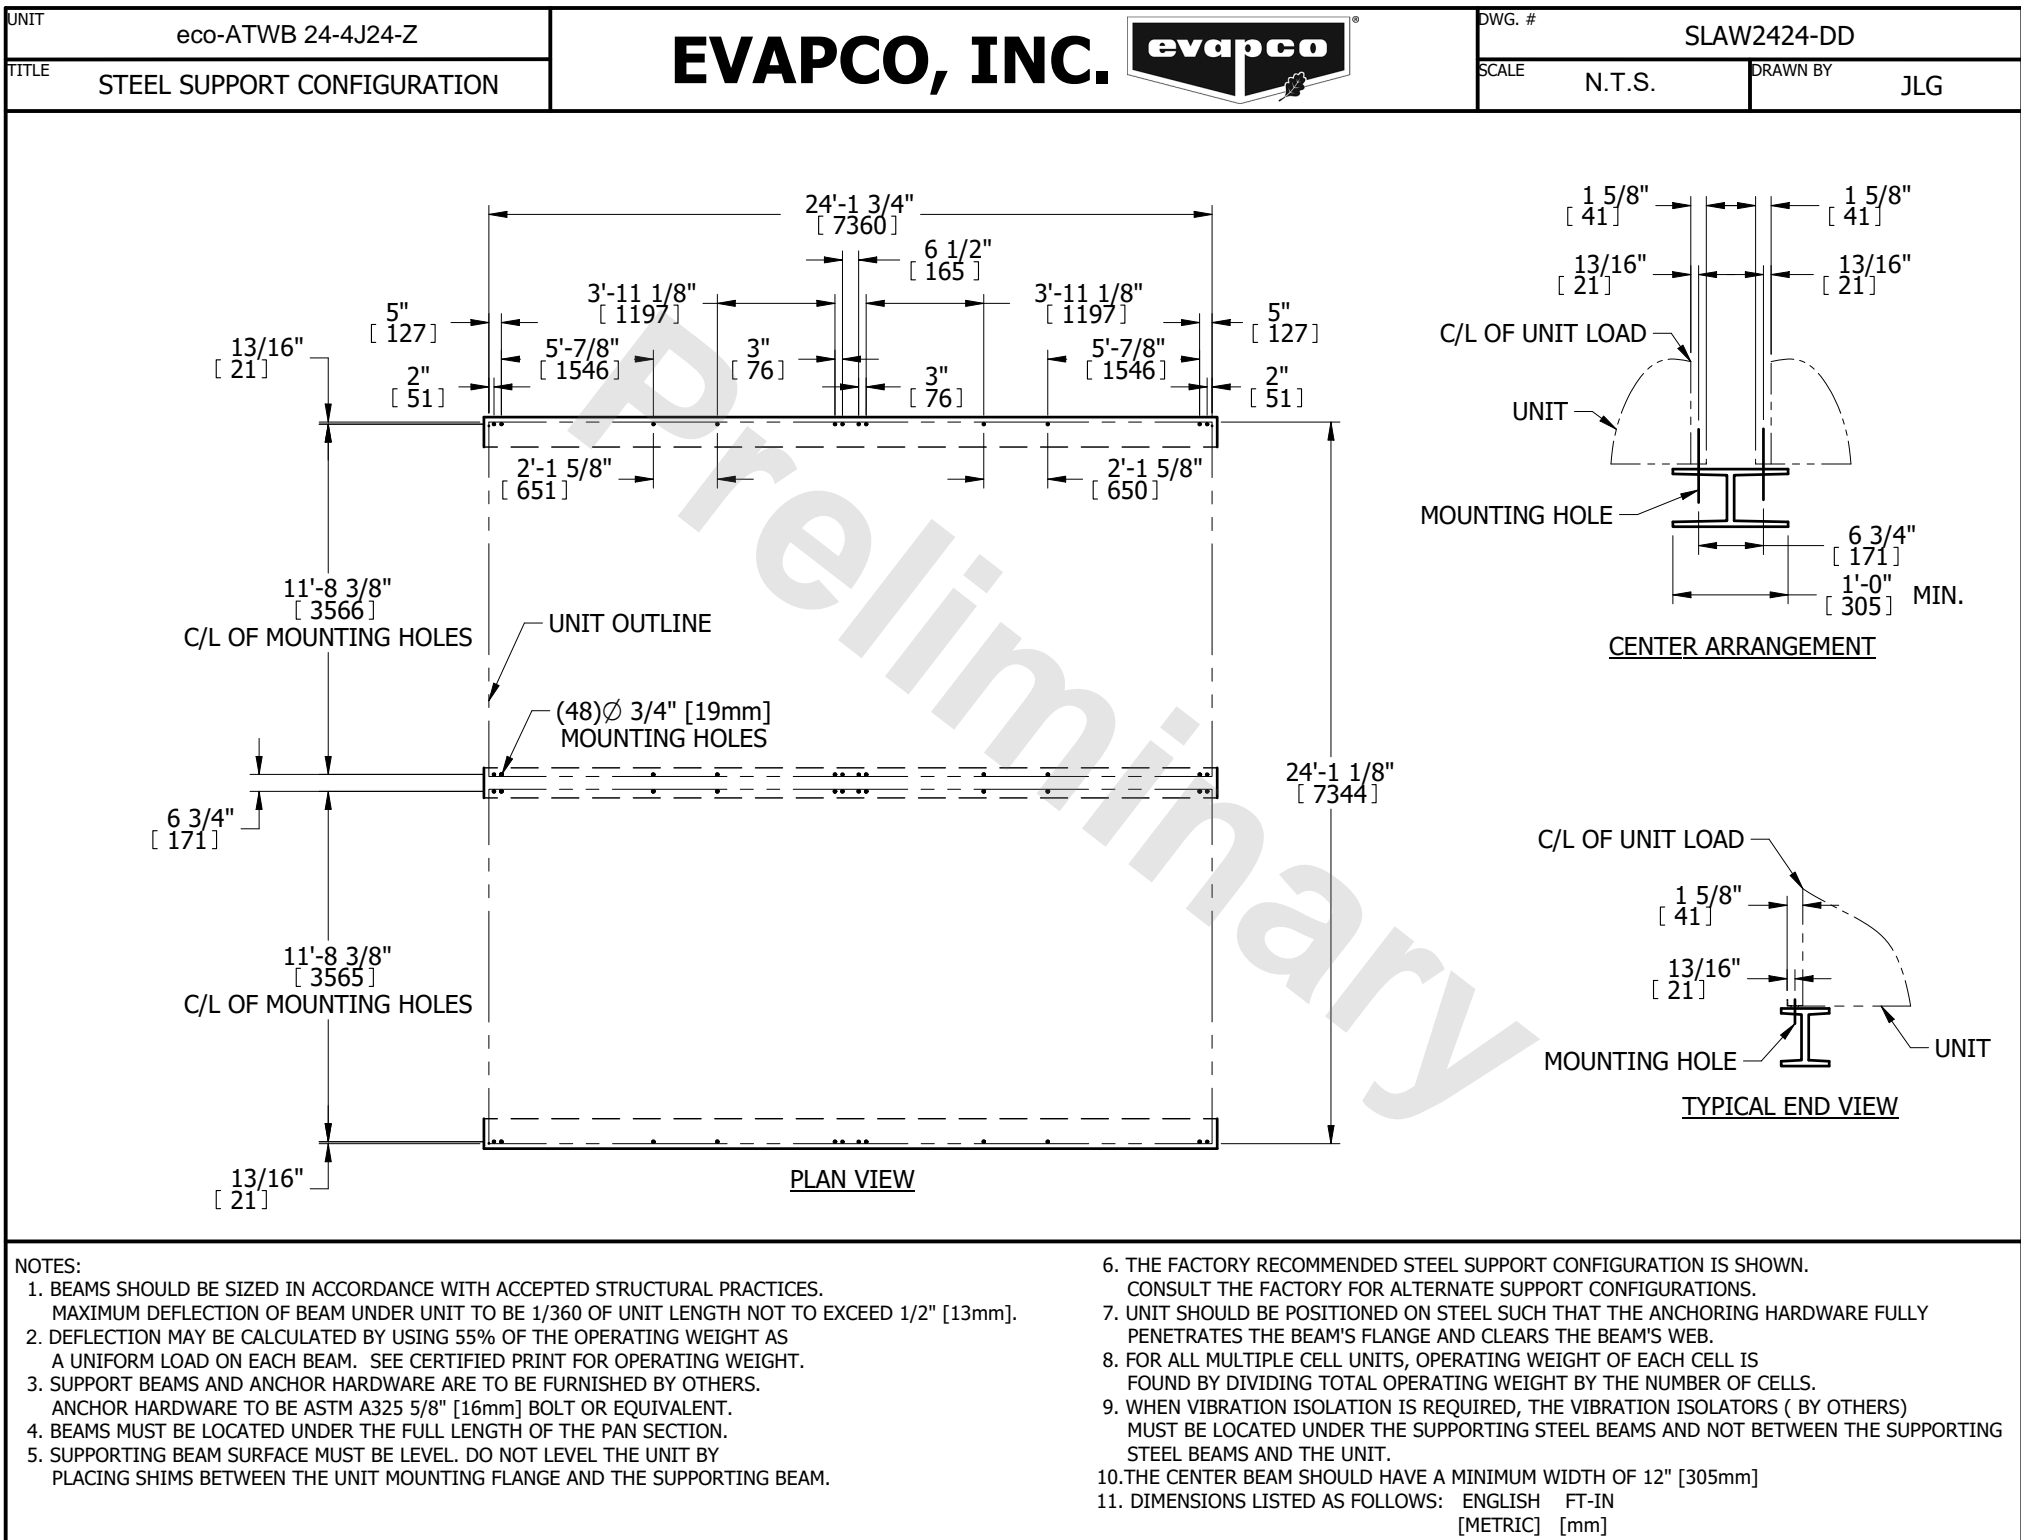 UNIT
eco-ATWB 24-4J24-Z
TITLE
STEEL SUPPORT CONFIGURATION
EVAPCO, INC.
evapco
®
DWG. #
SLAW2424-DD
SCALE
N.T.S.
DRAWN BY
JLG
24'-1 3/4"
[ 7360 ]
6 1/2"
[ 165 ]
3'-11 1/8"
[ 1197 ]
3'-11 1/8"
[ 1197 ]
5"
[ 127 ]
5"
[ 127 ]
13/16"
[ 21 ]
5'-7/8"
[ 1546 ]
3"
[ 76 ]
5'-7/8"
[ 1546 ]
2"
[ 51 ]
3"
[ 76 ]
2"
[ 51 ]
2'-1 5/8"
[ 651 ]
2'-1 5/8"
[ 650 ]
11'-8 3/8"
[ 3566 ]
C/L OF MOUNTING HOLES
UNIT OUTLINE
(48)Ø 3/4" [19mm]
MOUNTING HOLES
6 3/4"
[ 171 ]
24'-1 1/8"
[ 7344 ]
11'-8 3/8"
[ 3565 ]
C/L OF MOUNTING HOLES
13/16"
[ 21 ]
PLAN VIEW
Preliminary
1 5/8"
[ 41 ]
1 5/8"
[ 41 ]
13/16"
[ 21 ]
13/16"
[ 21 ]
C/L OF UNIT LOAD
UNIT
MOUNTING HOLE
6 3/4"
[ 171 ]
1'-0"
[ 305 ] MIN.
CENTER ARRANGEMENT
C/L OF UNIT LOAD
1 5/8"
[ 41 ]
13/16"
[ 21 ]
MOUNTING HOLE
UNIT
TYPICAL END VIEW
NOTES:
1. BEAMS SHOULD BE SIZED IN ACCORDANCE WITH ACCEPTED STRUCTURAL PRACTICES.
MAXIMUM DEFLECTION OF BEAM UNDER UNIT TO BE 1/360 OF UNIT LENGTH NOT TO EXCEED 1/2" [13mm].
2. DEFLECTION MAY BE CALCULATED BY USING 55% OF THE OPERATING WEIGHT AS
A UNIFORM LOAD ON EACH BEAM. SEE CERTIFIED PRINT FOR OPERATING WEIGHT.
3. SUPPORT BEAMS AND ANCHOR HARDWARE ARE TO BE FURNISHED BY OTHERS.
ANCHOR HARDWARE TO BE ASTM A325 5/8" [16mm] BOLT OR EQUIVALENT.
4. BEAMS MUST BE LOCATED UNDER THE FULL LENGTH OF THE PAN SECTION.
5. SUPPORTING BEAM SURFACE MUST BE LEVEL. DO NOT LEVEL THE UNIT BY
PLACING SHIMS BETWEEN THE UNIT MOUNTING FLANGE AND THE SUPPORTING BEAM.
6. THE FACTORY RECOMMENDED STEEL SUPPORT CONFIGURATION IS SHOWN.
CONSULT THE FACTORY FOR ALTERNATE SUPPORT CONFIGURATIONS.
7. UNIT SHOULD BE POSITIONED ON STEEL SUCH THAT THE ANCHORING HARDWARE FULLY
PENETRATES THE BEAM'S FLANGE AND CLEARS THE BEAM'S WEB.
8. FOR ALL MULTIPLE CELL UNITS, OPERATING WEIGHT OF EACH CELL IS
FOUND BY DIVIDING TOTAL OPERATING WEIGHT BY THE NUMBER OF CELLS.
9. WHEN VIBRATION ISOLATION IS REQUIRED, THE VIBRATION ISOLATORS ( BY OTHERS)
MUST BE LOCATED UNDER THE SUPPORTING STEEL BEAMS AND NOT BETWEEN THE SUPPORTING
STEEL BEAMS AND THE UNIT.
10.THE CENTER BEAM SHOULD HAVE A MINIMUM WIDTH OF 12" [305mm]
11. DIMENSIONS LISTED AS FOLLOWS: ENGLISH FT-IN
[METRIC] [mm]